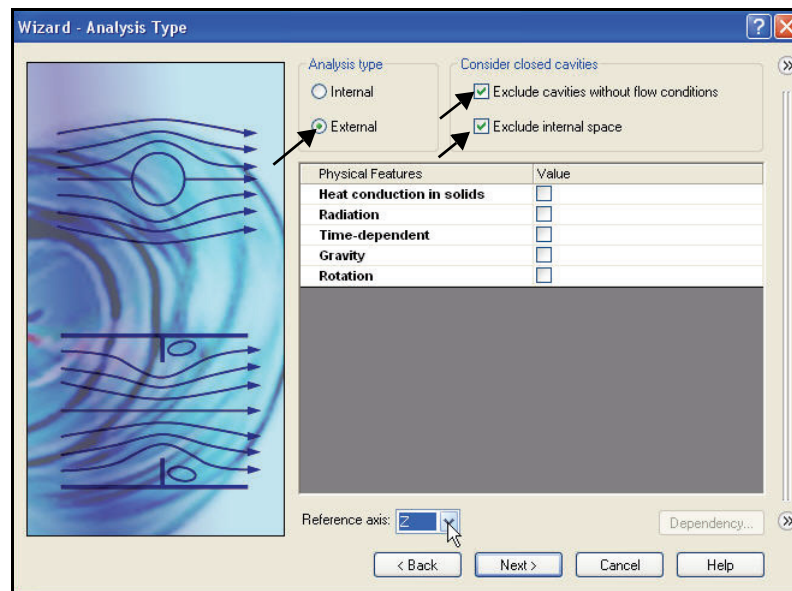 Wizard - Analysis Type
Analysis type
Internal
External
Consider closed cavities
Exclude cavities without flow conditions
Exclude internal space
Physical Features Value
Heat conduction in solids
Radiation
Time-dependent
Gravity
Rotation
Reference axis: Z
Dependency...
< Back Next > Cancel Help